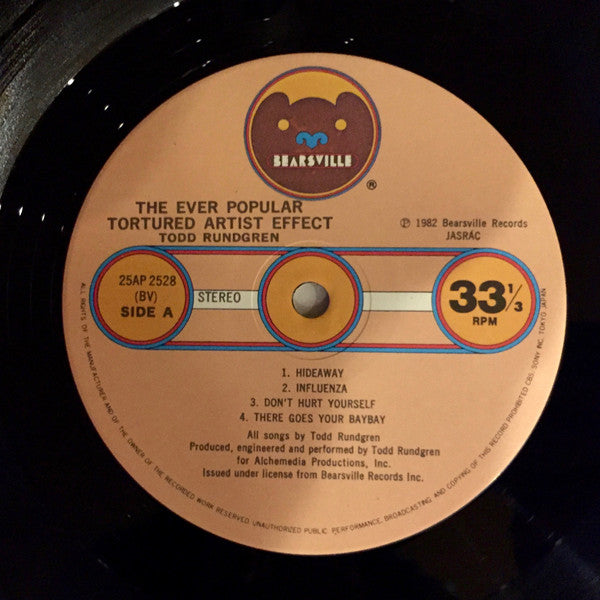 BEARSVILLE
®
THE EVER POPULAR
TORTURED ARTIST EFFECT
TODD RUNDGREN
℗ 1982 Bearsville Records
JASRAC
25AP 2528
(BV)
SIDE A
STEREO
33 1/3
RPM
1. HIDEAWAY
2. INFLUENZA
3. DON'T HURT YOURSELF
4. THERE GOES YOUR BAYBAY
All songs by Todd Rundgren
Produced, engineered and performed by Todd Rundgren
for Alchemedia Productions, Inc.
Issued under license from Bearsville Records Inc.
ALL RIGHTS OF THE MANUFACTURER AND OF THE OWNER OF THE RECORDED WORK RESERVED. UNAUTHORIZED PUBLIC PERFORMANCE, BROADCASTING AND COPYING OF THIS RECORD PROHIBITED CBS/SONY INC. TOKYO JAPAN